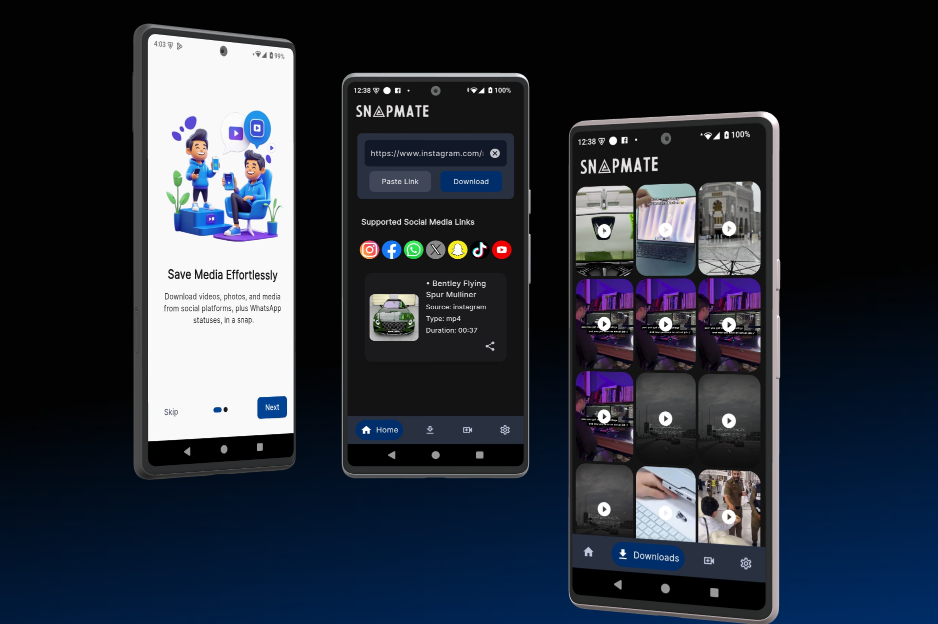 4:03
99%
Save Media Effortlessly
Download videos, photos, and media
from social platforms, plus WhatsApp
statuses, in a snap.
Skip
Next
12:38
100%
SNAPMATE
https://www.instagram.com/
Paste Link
Download
Supported Social Media Links
• Bentley Flying
Spur Mulliner
Source: instagram
Type: mp4
Duration: 00:37
Home
12:38
100%
SNAPMATE
Downloads